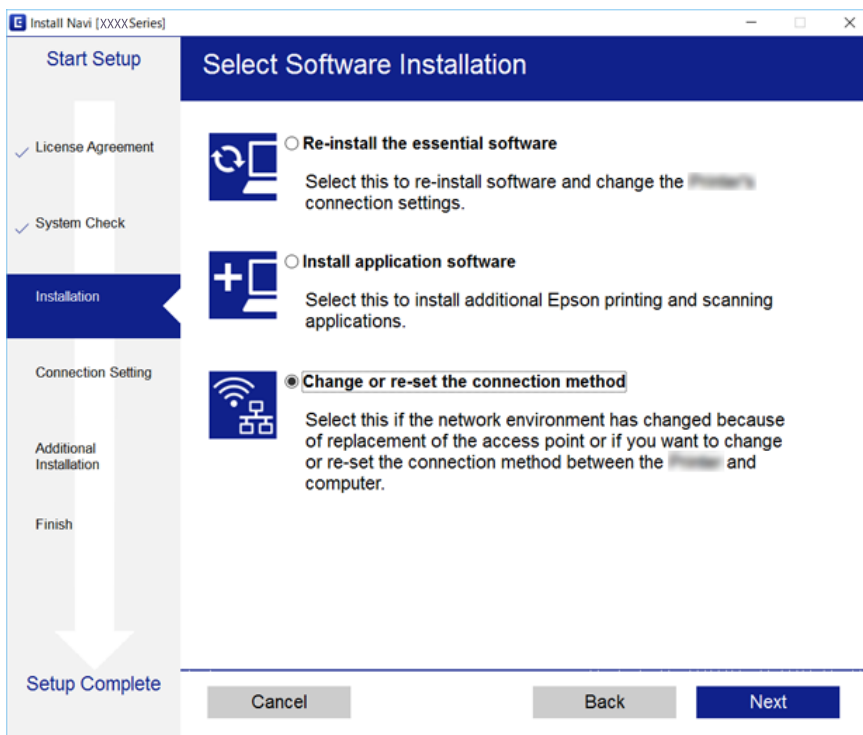 Install Navi [XXXX Series]
Start Setup
License Agreement
System Check
Installation
Connection Setting
Additional
Installation
Finish
Setup Complete
Select Software Installation
Re-install the essential software
Select this to re-install software and change the
connection settings.
Install application software
Select this to install additional Epson printing and scanning
applications.
Change or re-set the connection method
Select this if the network environment has changed because
of replacement of the access point or if you want to change
or re-set the connection method between the and
computer.
Cancel
Back
Next